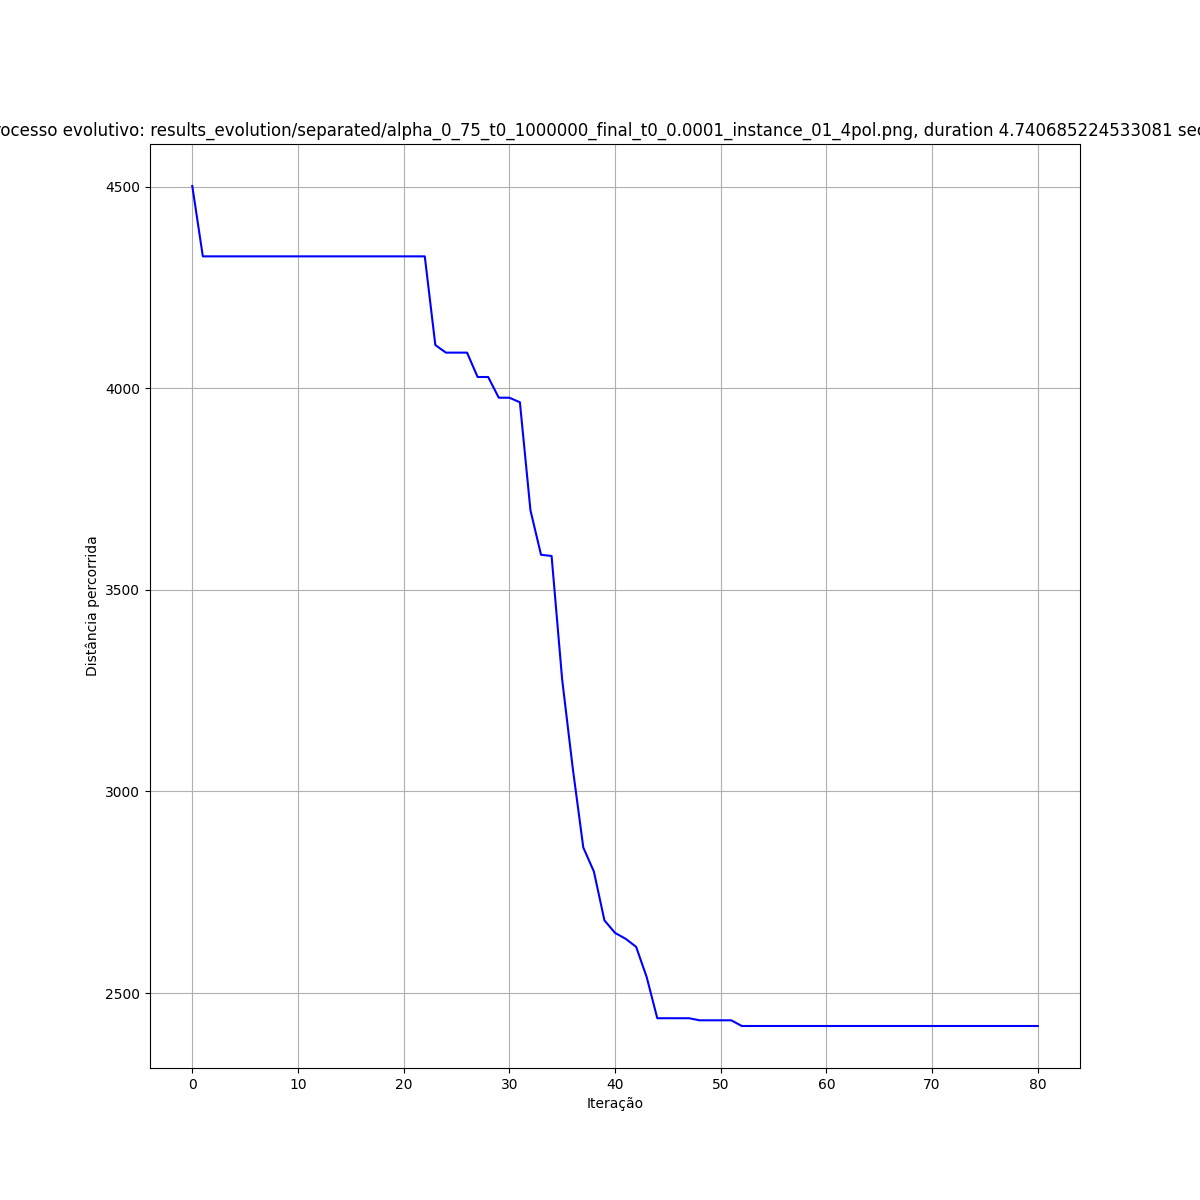 ocesso evolutivo: results_evolution/separated/alpha_0_75_t0_1000000_final_t0_0.0001_instance_01_4pol.png, duration 4.740685224533081 sec
4500
4000
3500
3000
2500
Distância percorrida
0 10 20 30 40 50 60 70 80
Iteração